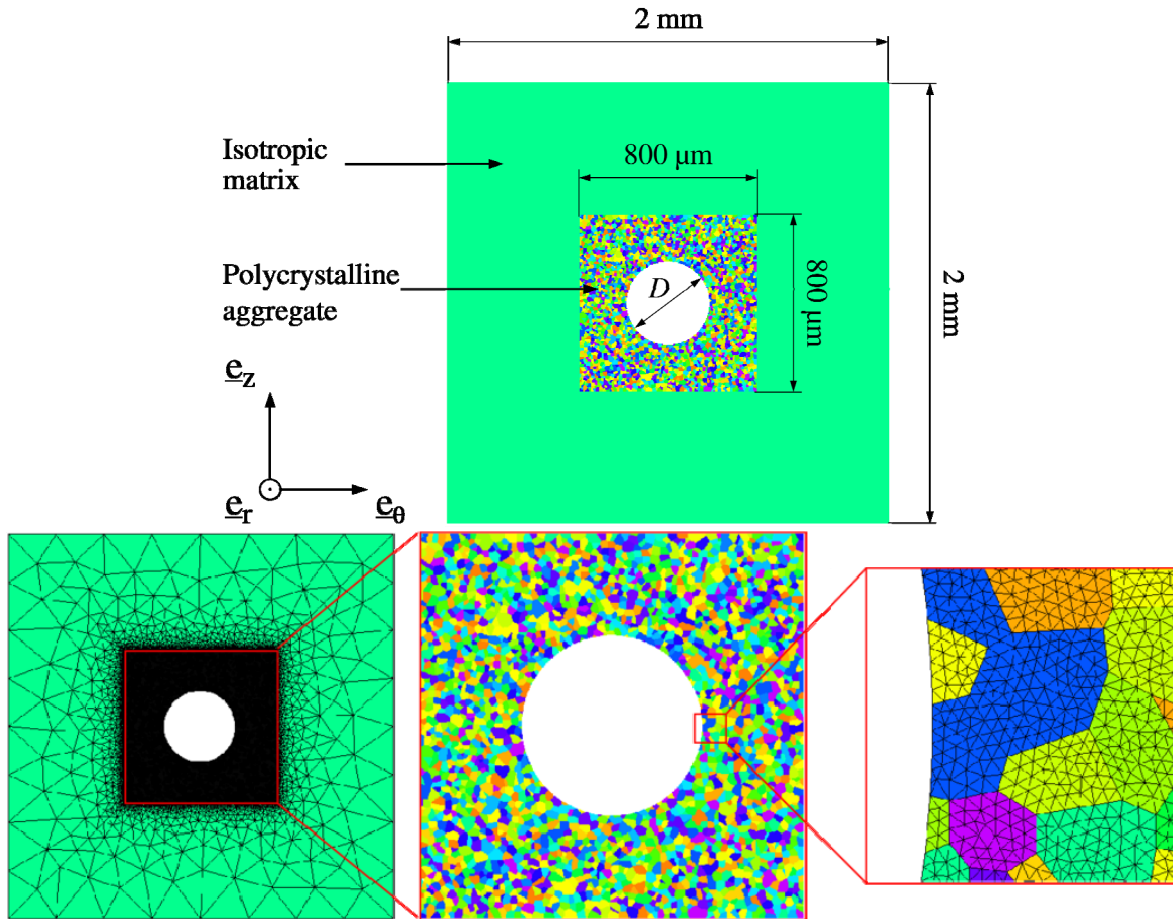 2 mm
Isotropic
matrix
800 μm
Polycrystalline
aggregate
D
800 μm
2 mm
e_z
e_r
e_θ